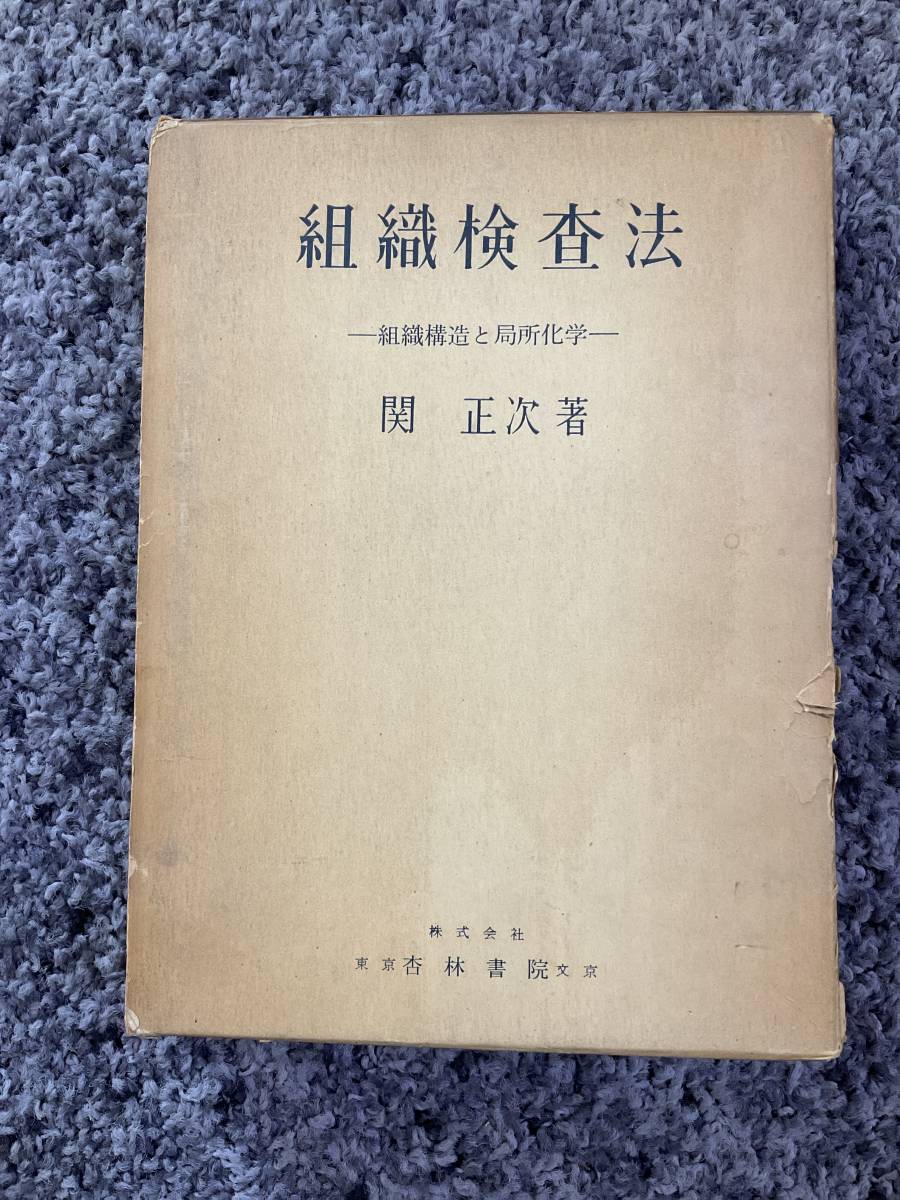 組織検査法
―組織構造と局所化学―
関 正次 著
株式会社
東京 杏林書院 文京